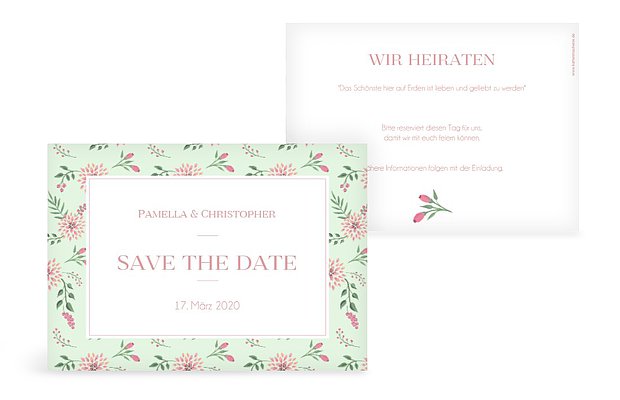 WIR HEIRATEN
"Das Schönste hier auf Erden ist lieben und geliebt zu werden"
Bitte reserviert diesen Tag für uns,
damit wir mit euch feiern können.
Informationen folgen mit der Einladung.
PAMELLA & CHRISTOPHER
SAVE THE DATE
17. März 2020